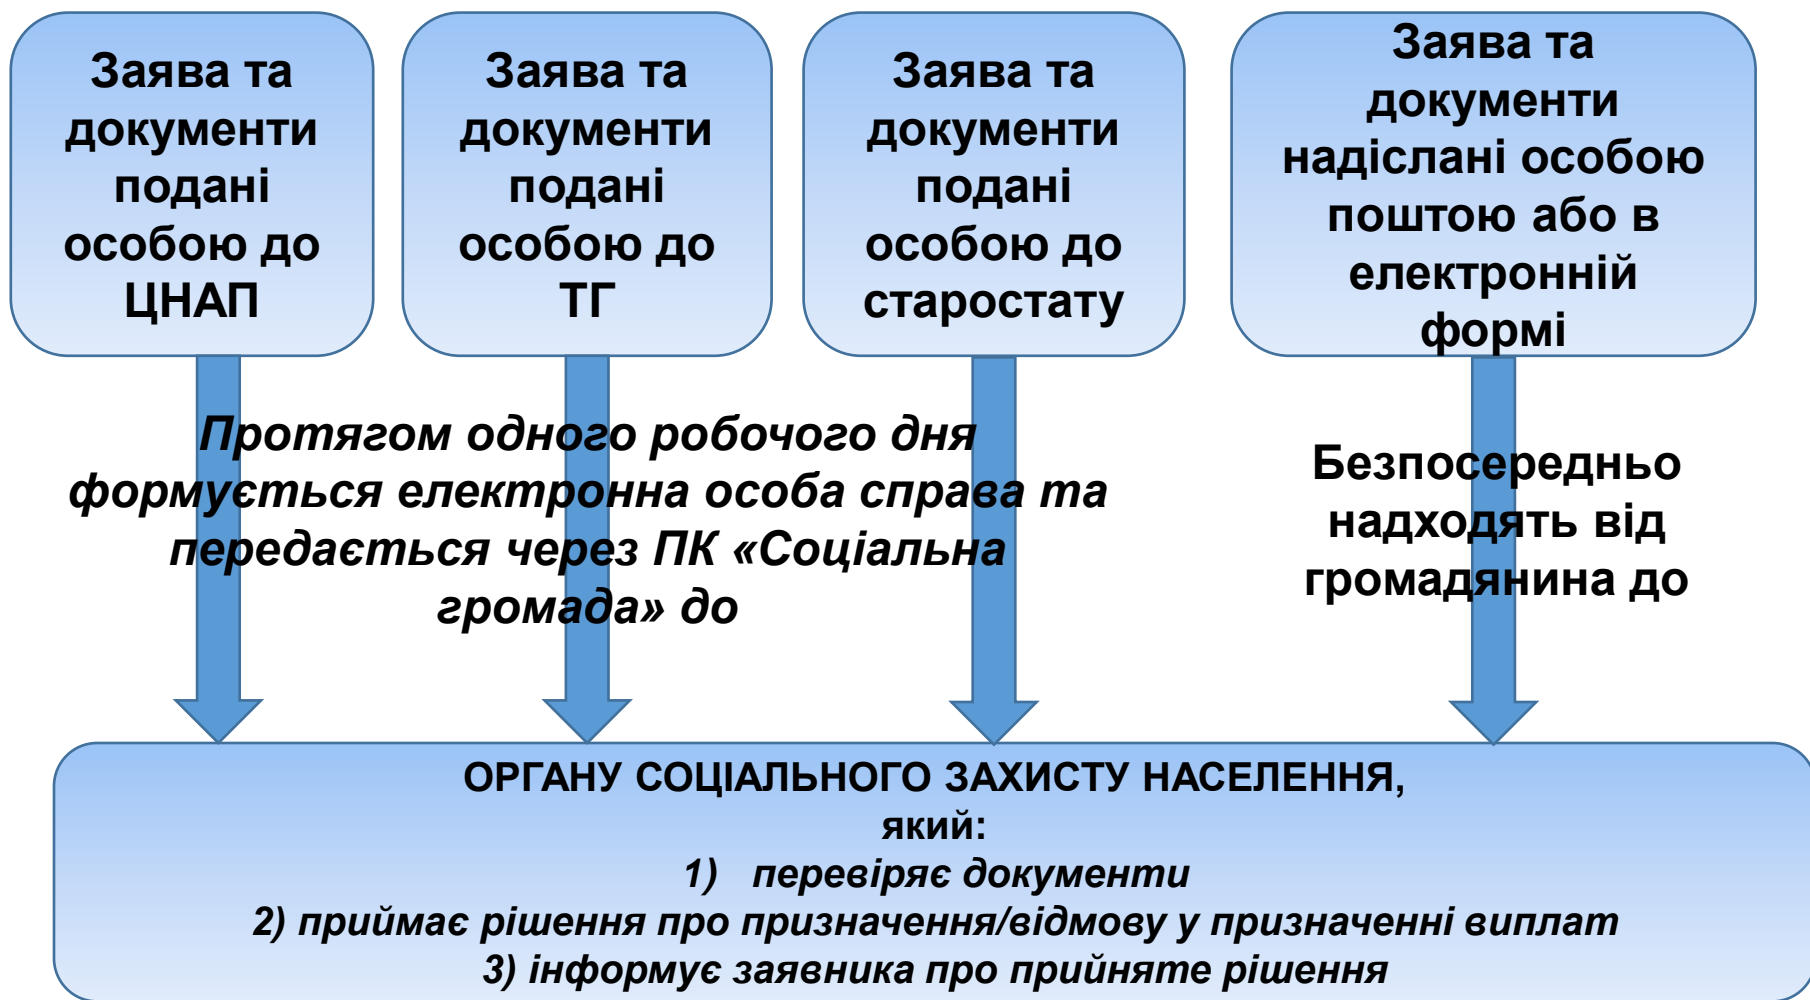 Заява та
документи
подані
особою до
ЦНАП
Заява та
документи
подані
особою до
ТГ
Заява та
документи
подані
особою до
старостату
Заява та
документи
надіслані особою
поштою або в
електронній
формі
Протягом одного робочого дня
формується електронна особа справа та
передається через ПК «Соціальна
громада» до
Безпосередньо
надходять від
громадянина до
ОРГАНУ СОЦІАЛЬНОГО ЗАХИСТУ НАСЕЛЕННЯ,
який:
1) перевіряє документи
2) приймає рішення про призначення/відмову у призначенні виплат
3) інформує заявника про прийняте рішення